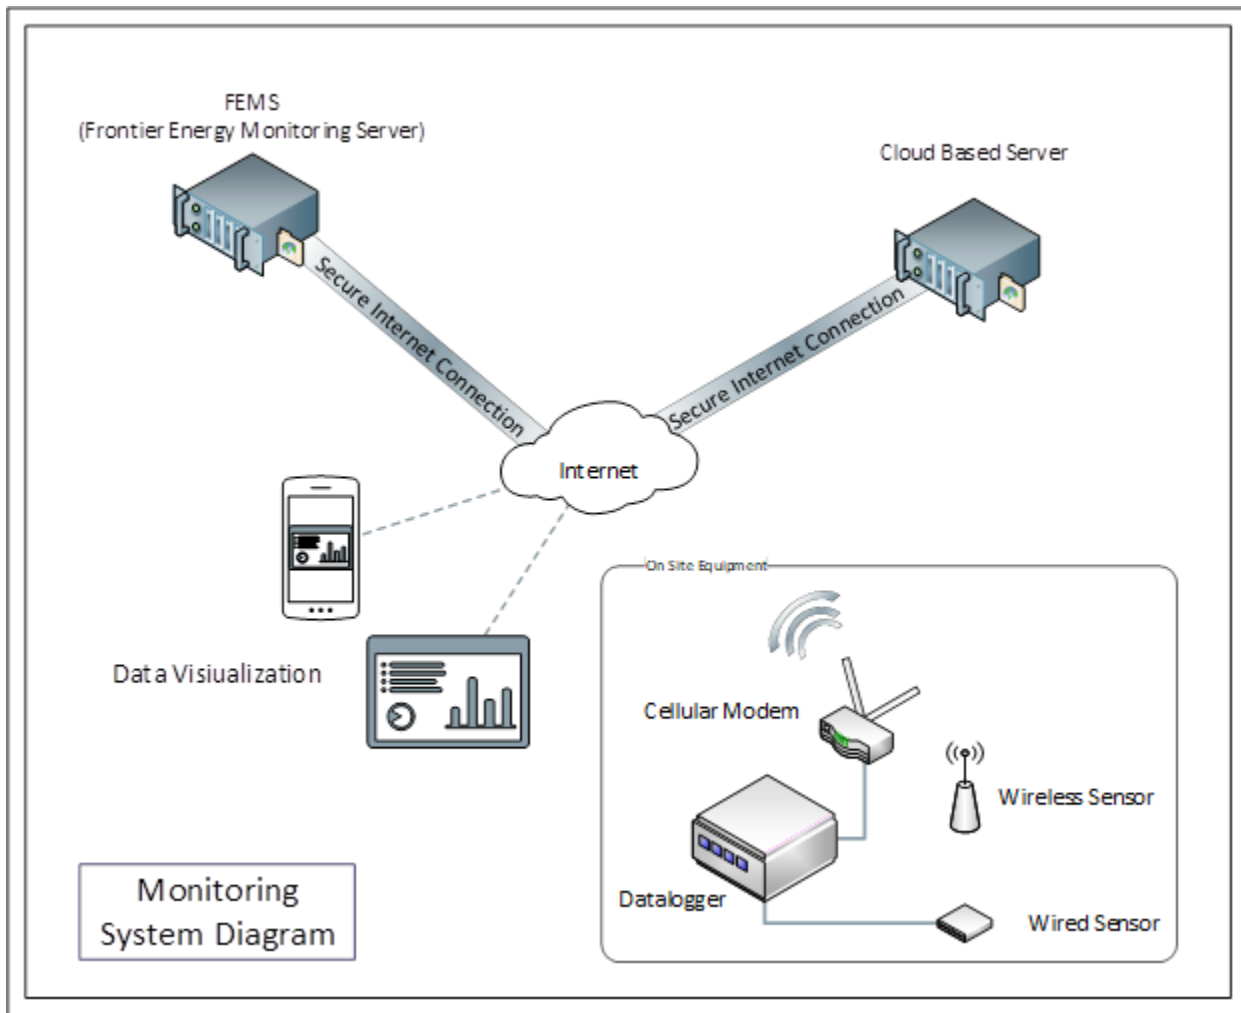 FEMS
(Frontier Energy Monitoring Server)
Cloud Based Server
Secure Internet Connection
Secure Internet Connection
Internet
On Site Equipment
Data Visiualization
Cellular Modem
Wireless Sensor
Datalogger
Wired Sensor
Monitoring
System Diagram